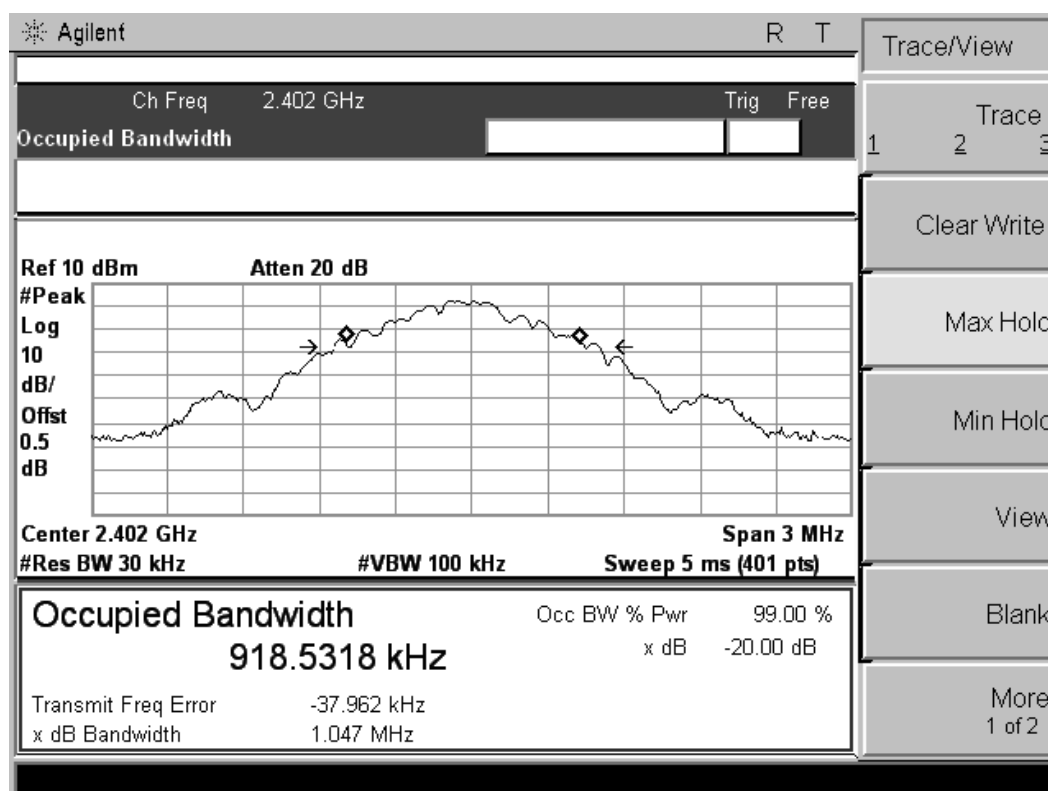 Agilent R T
Trace/View
Ch Freq 2.402 GHz Trig Free
Occupied Bandwidth
Trace
1 2 3
Clear Write
Max Hold
Min Hold
View
Blank
More
1 of 2
Ref 10 dBm Atten 20 dB
#Peak
Log
10
dB/
Offst
0.5
dB
Center 2.402 GHz Span 3 MHz
#Res BW 30 kHz #VBW 100 kHz Sweep 5 ms (401 pts)
Occupied Bandwidth
918.5318 kHz
Occ BW % Pwr 99.00 %
x dB -20.00 dB
Transmit Freq Error -37.962 kHz
x dB Bandwidth 1.047 MHz